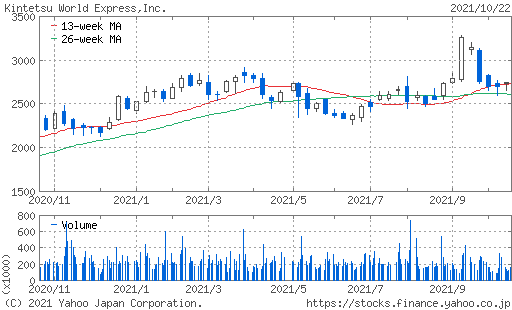 Kintetsu World Express,Inc. 2021/10/22
3500
13-week MA
26-week MA
3000
2500
2000
1500
2020/11 2021/1 2021/3 2021/5 2021/7 2021/9
800
Volume
600
400
200
0
(x1000)
2020/11 2021/1 2021/3 2021/5 2021/7 2021/9
(C) 2021 Yahoo Japan Corporation. https://stocks.finance.yahoo.co.jp